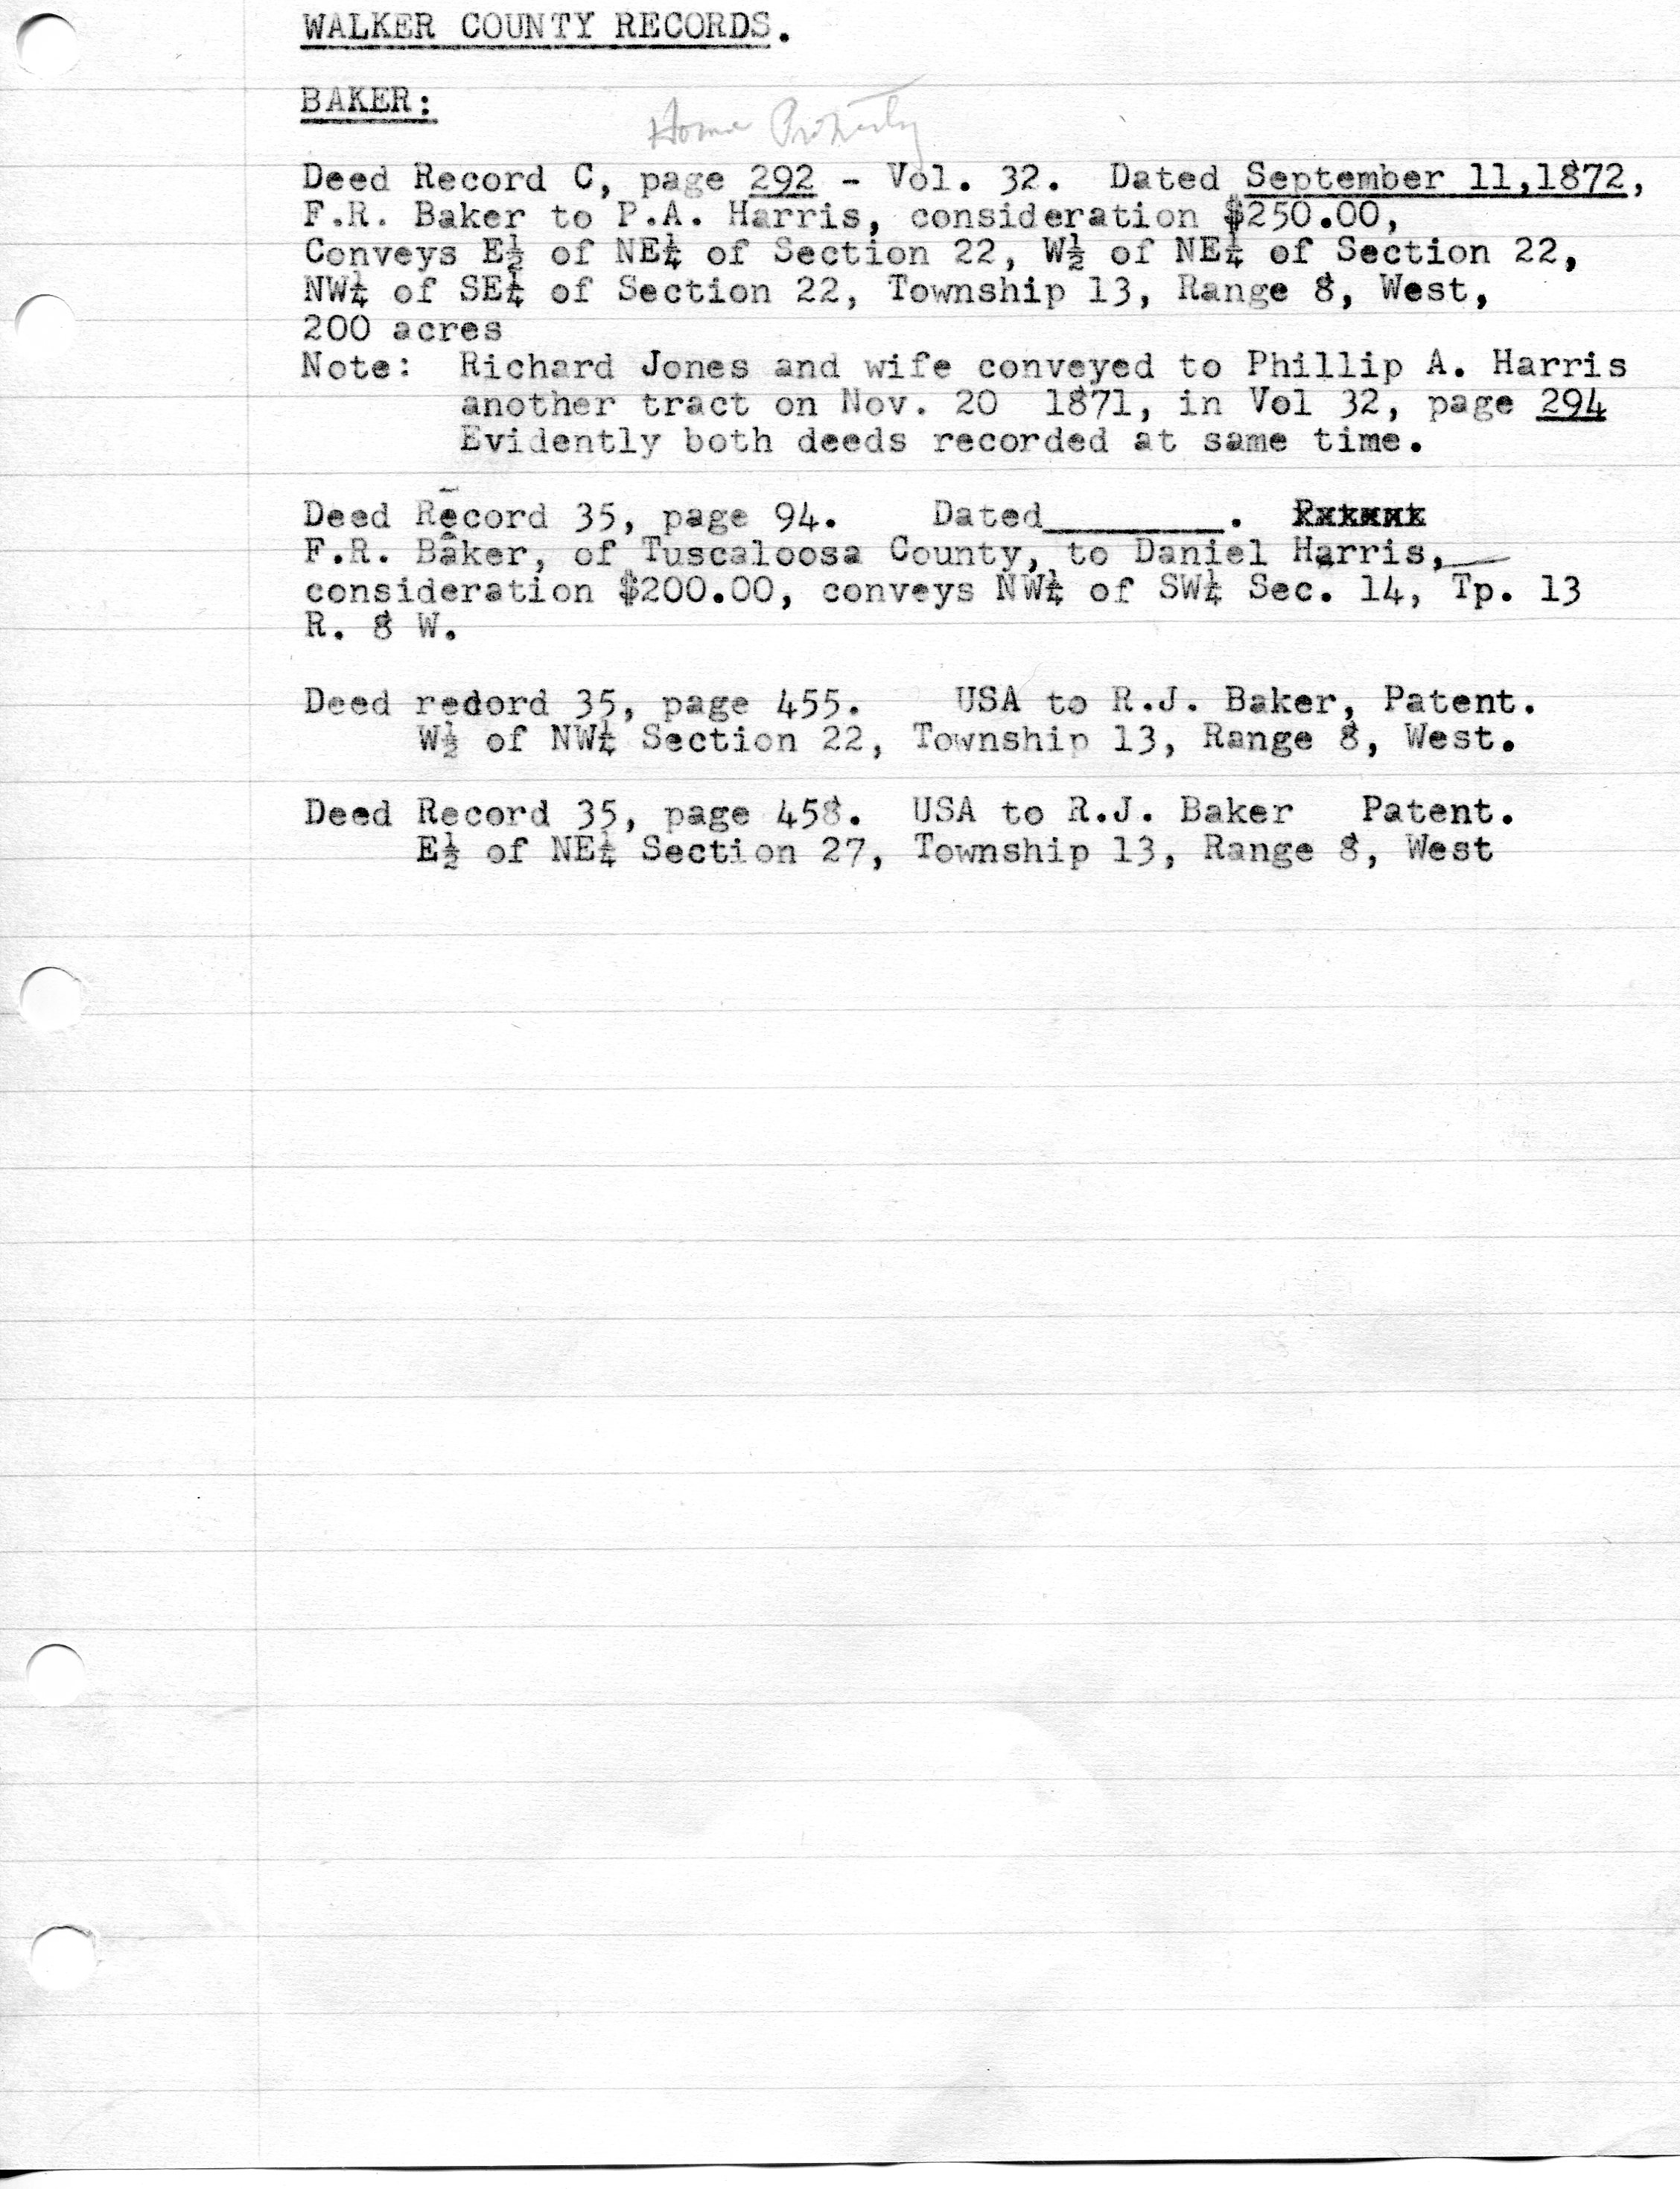 WALKER COUNTY RECORDS.
BAKER:
Home Property
Deed Record C, page 292 - Vol. 32. Dated September 11,1872,
F.R. Baker to P.A. Harris, consideration $250.00,
Conveys E½ of NE¼ of Section 22, W½ of NE¼ of Section 22,
NW¼ of SE¼ of Section 22, Township 13, Range 8, West,
200 acres
Note: Richard Jones and wife conveyed to Phillip A. Harris
another tract on Nov. 20 1871, in Vol 32, page 294
Evidently both deeds recorded at same time.
Deed Record 35, page 94. Dated________.
F.R. Baker, of Tuscaloosa County, to Daniel Harris,
consideration $200.00, conveys NW¼ of SW¼ Sec. 14, Tp. 13
R. 8 W.
Deed redord 35, page 455. USA to R.J. Baker, Patent.
W½ of NW¼ Section 22, Township 13, Range 8, West.
Deed Record 35, page 458. USA to R.J. Baker Patent.
E½ of NE¼ Section 27, Township 13, Range 8, West